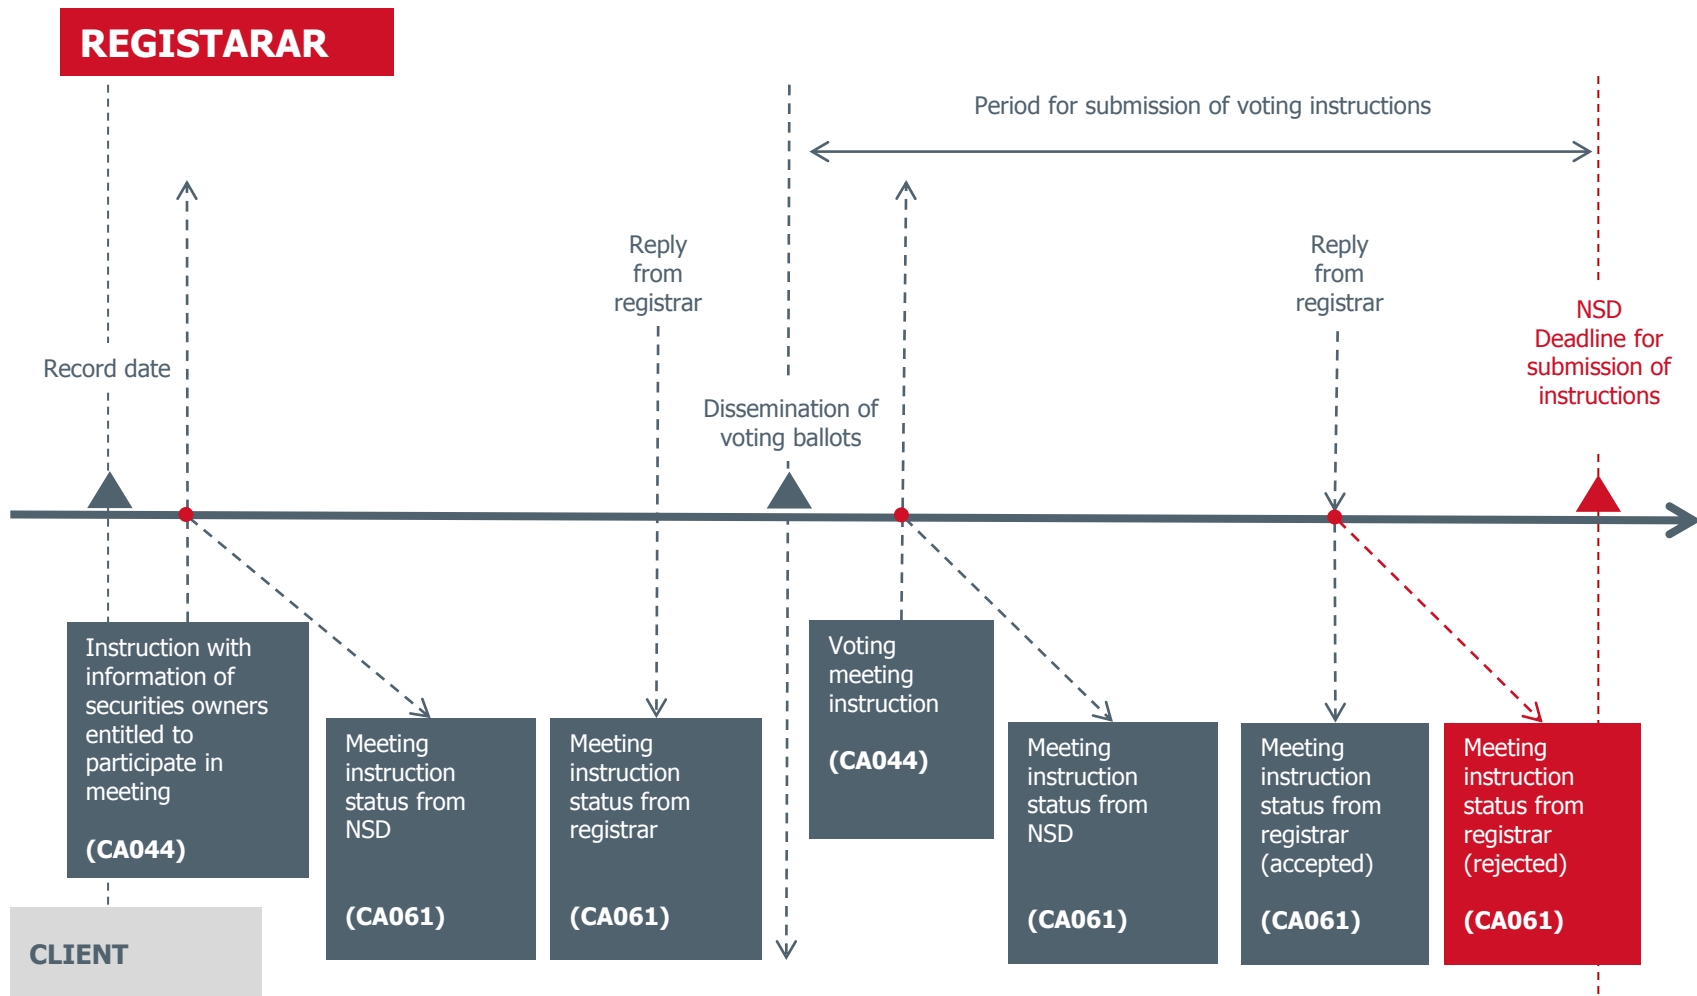 REGISTARAR
Period for submission of voting instructions
Reply
from
registrar
Reply
from
registrar
NSD
Deadline for
submission of
instructions
Record date
Dissemination of
voting ballots
Instruction with
information of
securities owners
entitled to
participate in
meeting
(CA044)
Meeting
instruction
status from
NSD
(CA061)
Meeting
instruction
status from
registrar
(CA061)
Voting
meeting
instruction
(CA044)
Meeting
instruction
status from
NSD
(CA061)
Meeting
instruction
status from
registrar
(accepted)
(CA061)
Meeting
instruction
status from
registrar
(rejected)
(CA061)
CLIENT